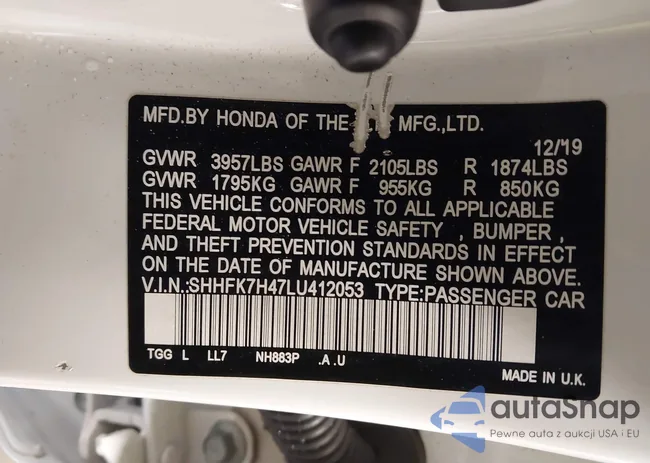 MFD.BY HONDA OF THE MFG.,LTD.
12/19
GVWR 3957LBS GAWR F 2105LBS R 1874LBS
GVWR 1795KG GAWR F 955KG R 850KG
THIS VEHICLE CONFORMS TO ALL APPLICABLE
FEDERAL MOTOR VEHICLE SAFETY , BUMPER ,
AND THEFT PREVENTION STANDARDS IN EFFECT
ON THE DATE OF MANUFACTURE SHOWN ABOVE.
V.I.N.:SHHFK7H47LU412053 TYPE:PASSENGER CAR
TGG L LL7 NH883P .A .U
MADE IN U.K.
autaSnap
Pewne auta z aukcji USA i EU